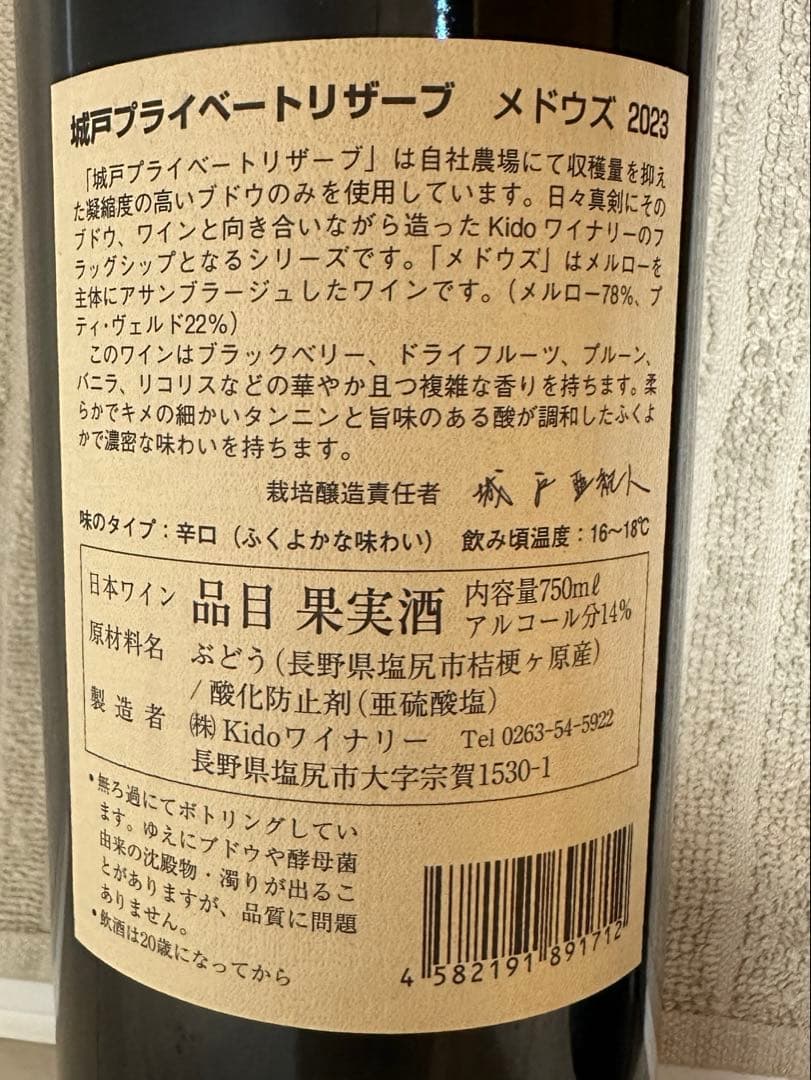 城戸プライベートリザーブ メドウズ 2023
「城戸プライベートリザーブ」は自社農場にて収穫量を抑え
た凝縮度の高いブドウのみを使用しています。日々真剣にその
ブドウ、ワインと向き合いながら造ったKidoワイナリーのフ
ラッグシップとなるシリーズです。「メドウズ」はメルローを
主体にアサンブラージュしたワインです。（メルロー78%、プ
ティ・ヴェルド22%）
このワインはブラックベリー、ドライフルーツ、プルーン、
バニラ、リコリスなどの華やか且つ複雑な香りを持ちます。柔
らかでキメの細かいタンニンと旨味のある酸が調和したふくよ
かで濃密な味わいを持ちます。
栽培醸造責任者 城戸亜紀人
味のタイプ：辛口（ふくよかな味わい） 飲み頃温度：16～18℃
日本ワイン 品目 果実酒 内容量750mℓ
アルコール分14%
原材料名 ぶどう（長野県塩尻市桔梗ヶ原産）
/ 酸化防止剤（亜硫酸塩）
製造者 ㈱Kidoワイナリー Tel 0263-54-5922
長野県塩尻市大字宗賀1530-1
•無ろ過にてボトリングしてい
ます。ゆえにブドウや酵母菌
由来の沈殿物・濁りが出るこ
とがありますが、品質に問題
ありません。
•飲酒は20歳になってから
4 582191 891712